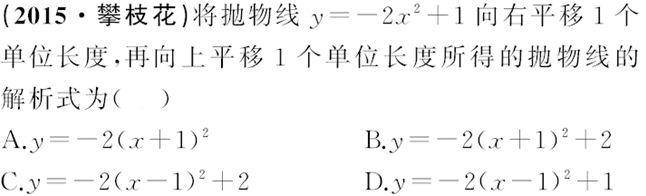 (2015·攀枝花)将抛物线 y=-2x²+1 向右平移 1 个
单位长度,再向上平移 1 个单位长度所得的抛物线的
解析式为(　)
A.y=-2(x+1)²　B.y=-2(x+1)²+2
C.y=-2(x-1)²+2　D.y=-2(x-1)²+1